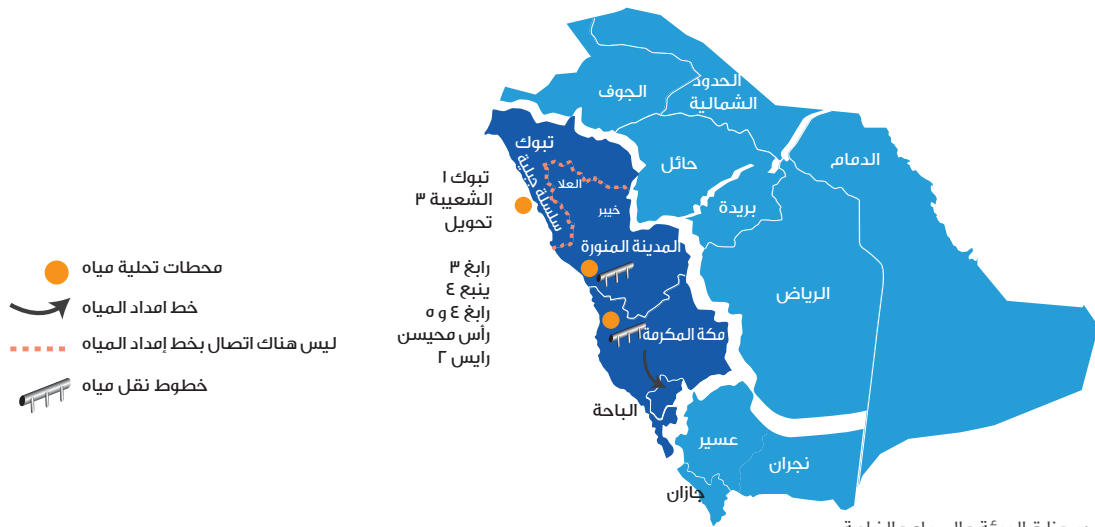 الحدود
الشمالية
الجوف
تبوك
حائل
الدمام
العلا
سلسلة جبلية
خيبر
بريدة
تبوك ١
الشعيبة ٣
تحويل
المدينة المنورة
الرياض
رابغ ٣
ينبع ٤
رابغ ٤ و ٥
رأس محيسن
رايس ٢
مكة المكرمة
محطات تحلية مياه
خط امداد المياه
ليس هناك اتصال بخط إمداد المياه
خطوط نقل مياه
الباحة
عسير
نجران
جازان